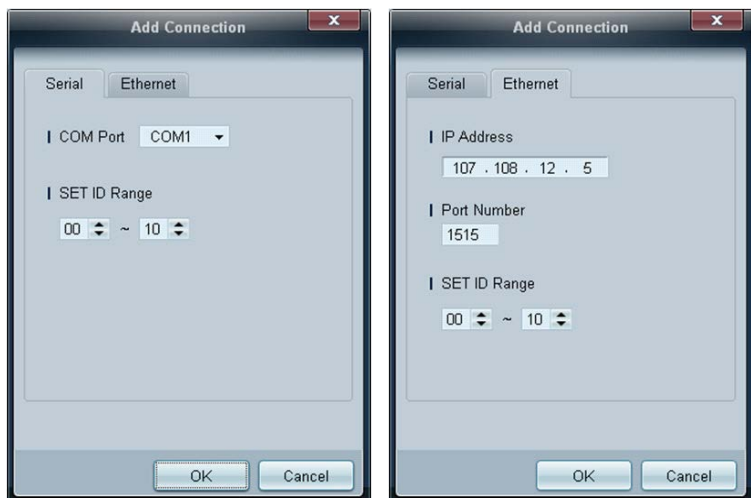 Add Connection
x
Serial Ethernet
COM Port COM1
SET ID Range
00 ~ 10
OK Cancel
Add Connection
x
Serial Ethernet
IP Address
107 . 108 . 12 . 5
Port Number
1515
SET ID Range
00 ~ 10
OK Cancel